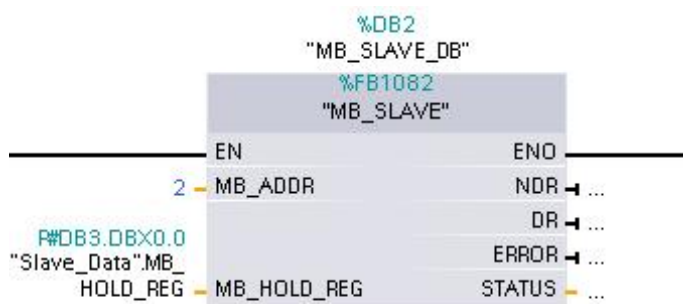 %DB2
"MB_SLAVE_DB"
%FB1082
"MB_SLAVE"
EN ENO
2 MB_ADDR NDR ...
DR ...
P#DB3.DBX0.0
ERROR ...
"Slave_Data".MB_
HOLD_REG MB_HOLD_REG STATUS ...